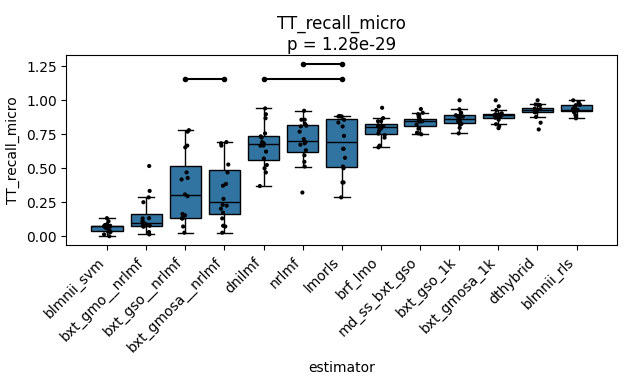 TT_recall_micro
p = 1.28e-29
TT_recall_micro
1.25
1.00
0.75
0.50
0.25
0.00
blmnii_svm
bxt_gmo__nrlmf
bxt_gso__nrlmf
bxt_gmosa__nrlmf
dnilmf
nrlmf
lmorls
brf_lmo
md_ss_bxt_gso
bxt_gso_1k
bxt_gmosa_1k
dthybrid
blmnii_rls
estimator